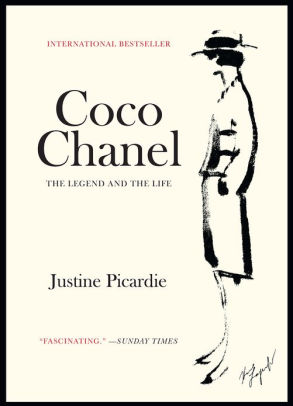 INTERNATIONAL BESTSELLER
Coco
Chanel
THE LEGEND AND THE LIFE
Justine Picardie
“FASCINATING.” —SUNDAY TIMES